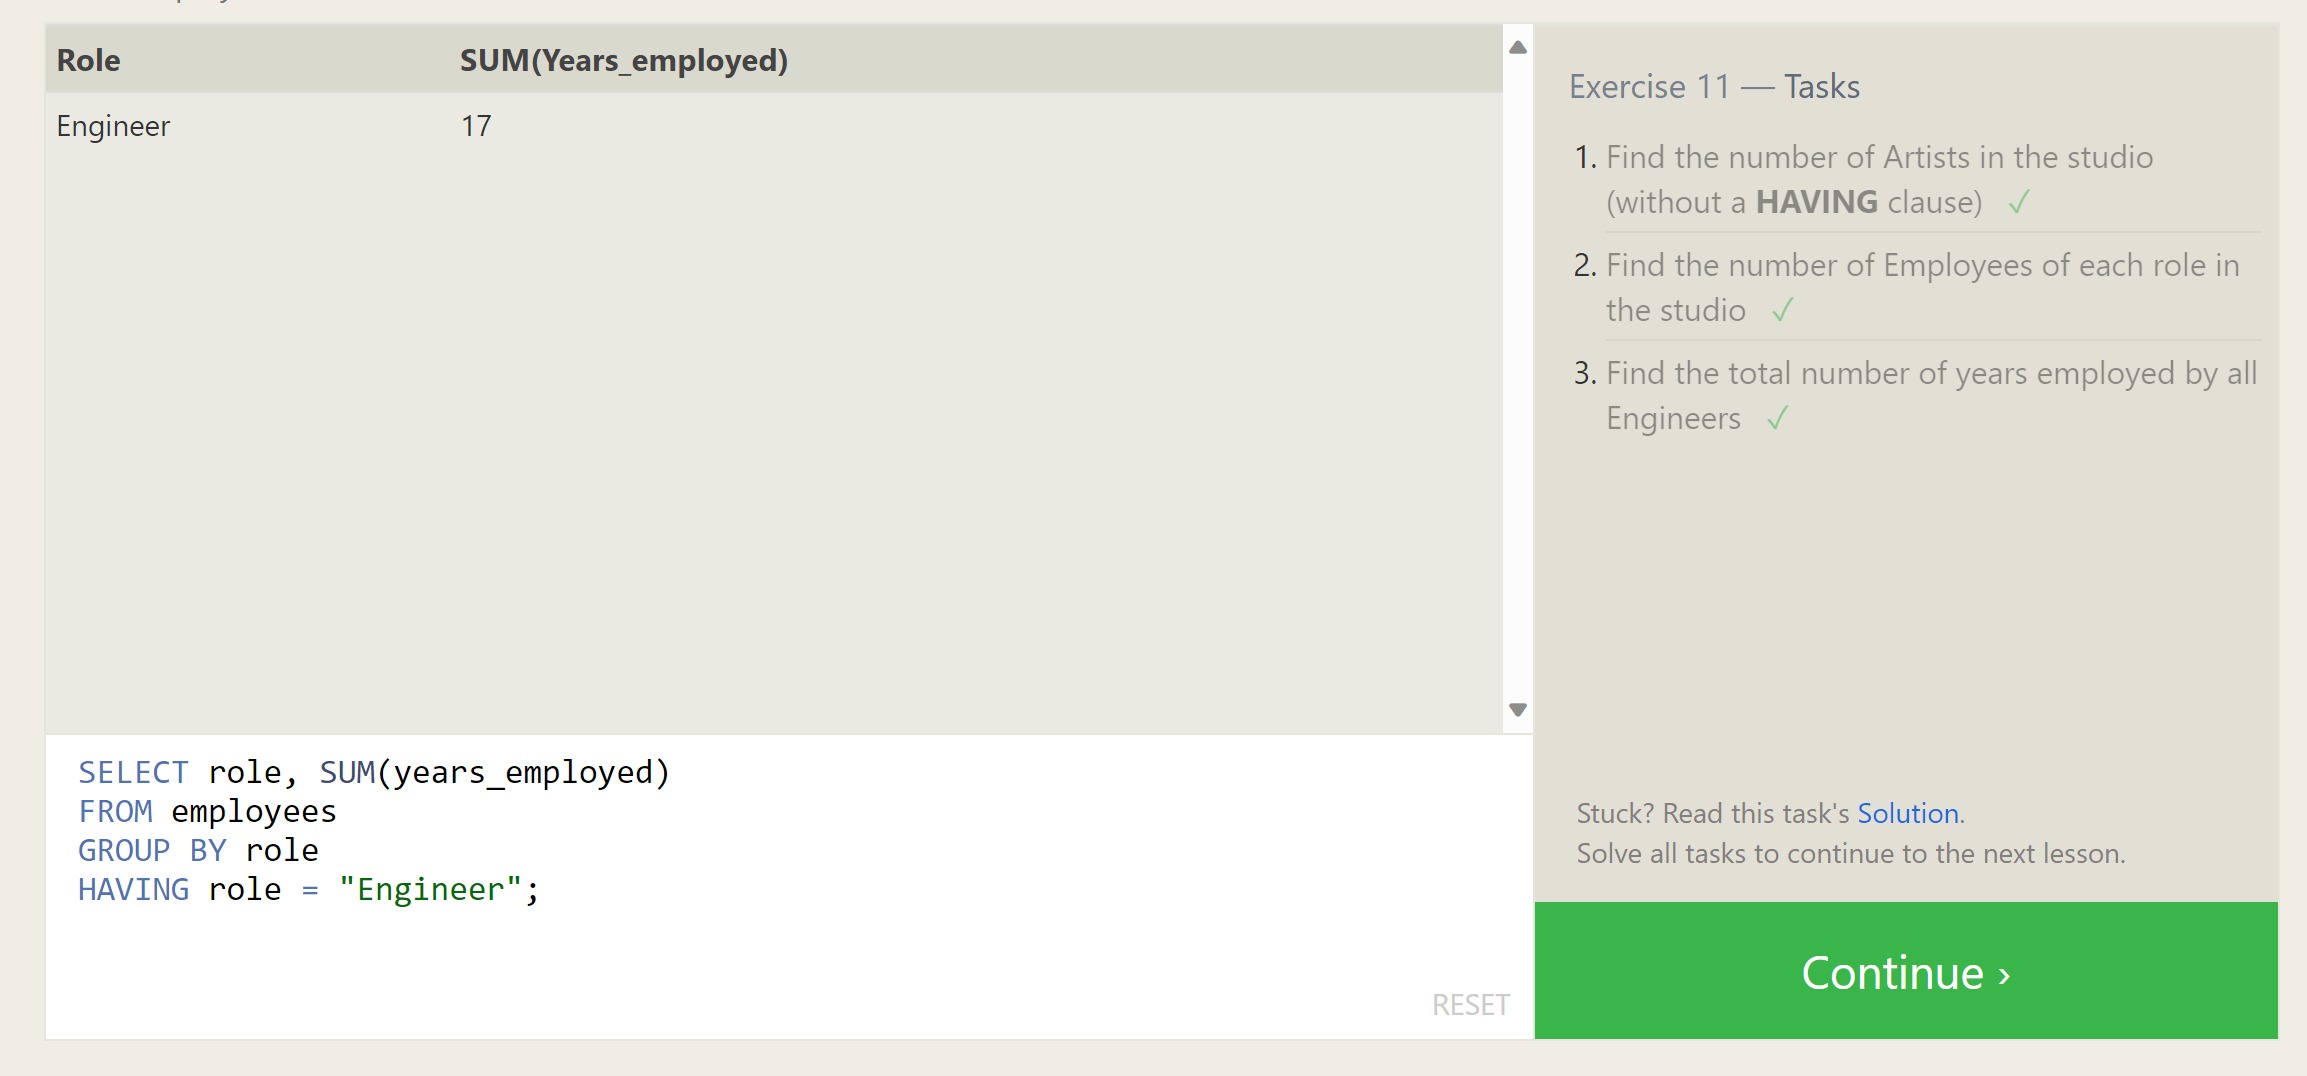 Role SUM(Years_employed)
Engineer 17
SELECT role, SUM(years_employed)
FROM employees
GROUP BY role
HAVING role = "Engineer";
RESET
Exercise 11 — Tasks
1. Find the number of Artists in the studio
(without a HAVING clause) ✓
2. Find the number of Employees of each role in
the studio ✓
3. Find the total number of years employed by all
Engineers ✓
Stuck? Read this task's Solution.
Solve all tasks to continue to the next lesson.
Continue ›